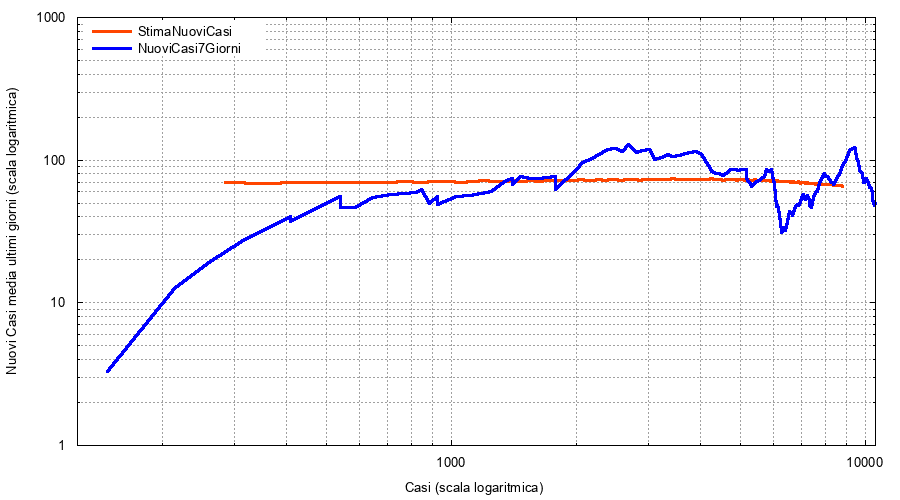 1000
StimaNuoviCasi
NuoviCasi7Giorni
100
10
1
1000
10000
Nuovi Casi media ultimi giorni (scala logaritmica)
Casi (scala logaritmica)